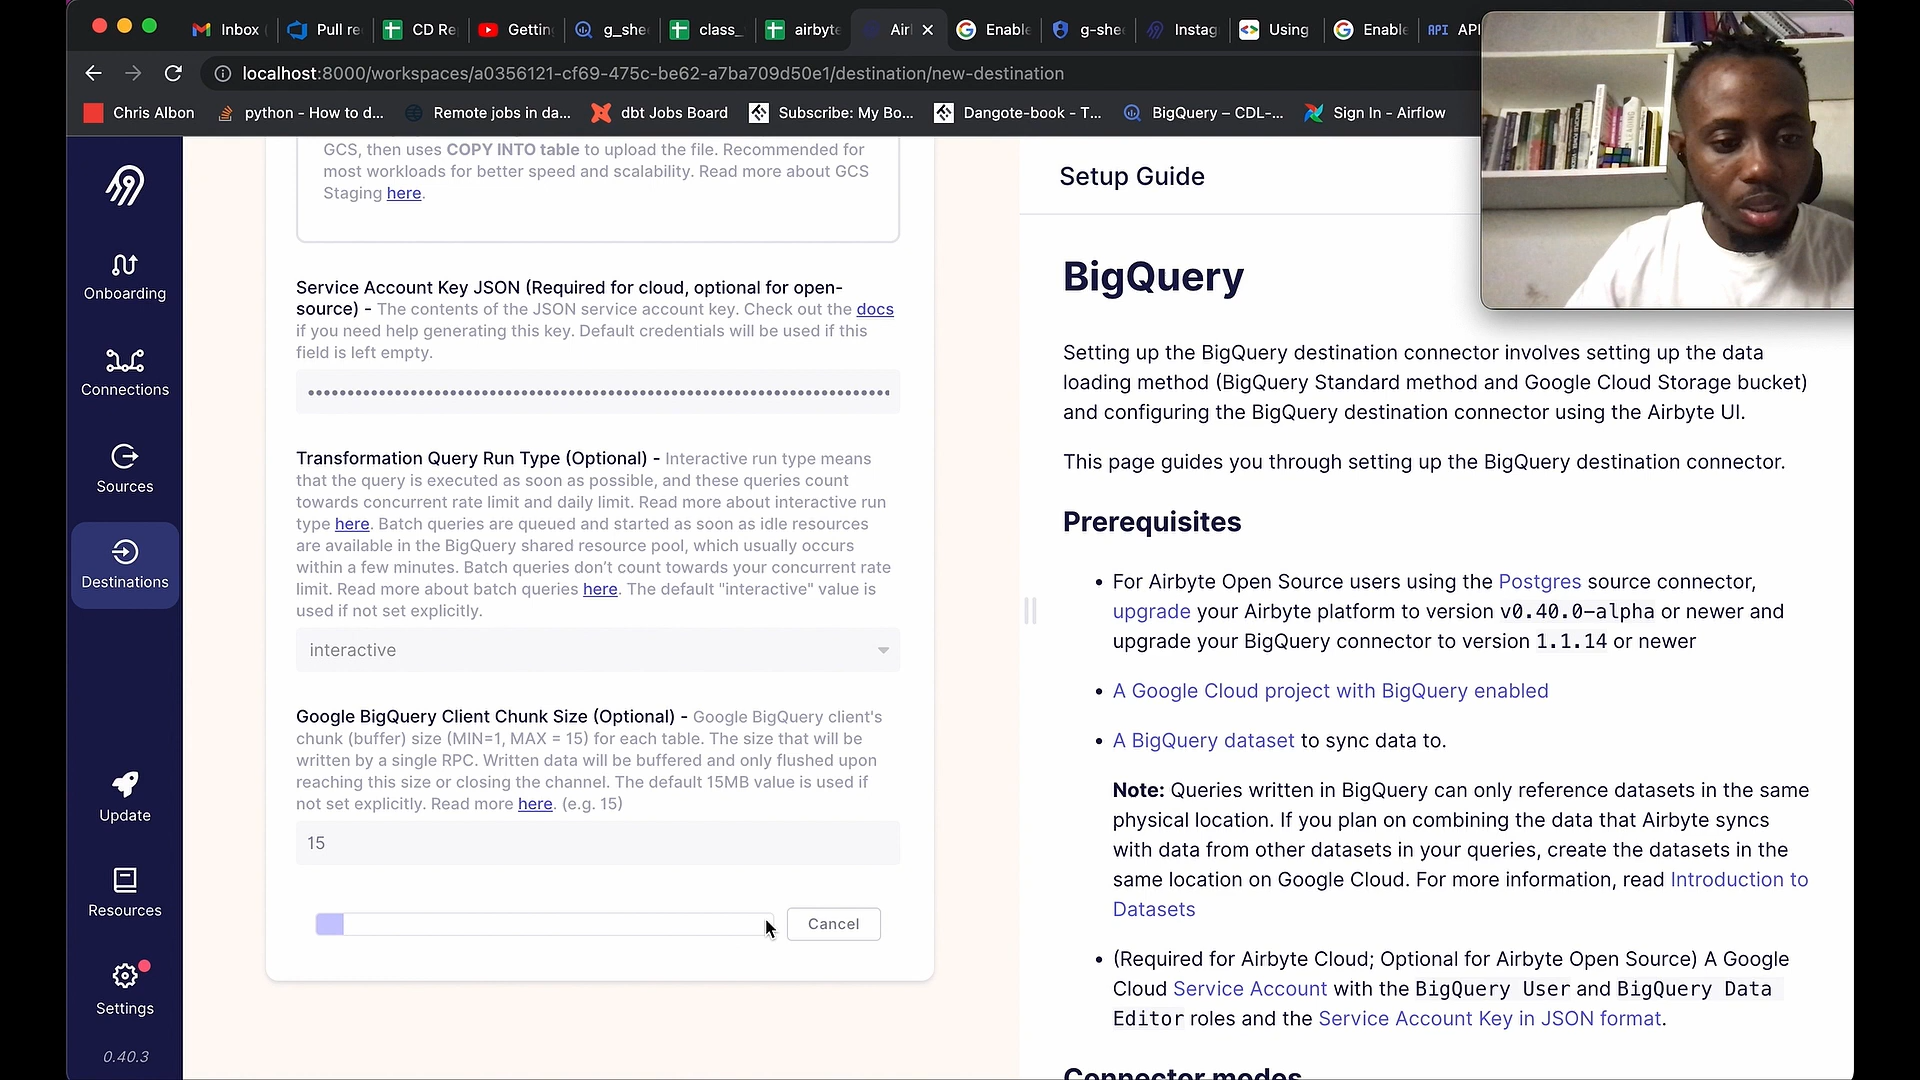 Inbox
Pull re
CD Re
Getting
g_shee
class_
airbyte
Airl
Enable
g-shee
Instag
Using
Enable
API
API
localhost:8000/workspaces/a0356121-cf69-475c-be62-a7ba709d50e1/destination/new-destination
Chris Albon
python - How to d...
Remote jobs in da...
dbt Jobs Board
Subscribe: My Bo...
Dangote-book - T...
BigQuery – CDL-...
Sign In - Airflow
Onboarding
Connections
Sources
Destinations
Update
Resources
Settings
0.40.3
GCS, then uses COPY INTO table to upload the file. Recommended for
most workloads for better speed and scalability. Read more about GCS
Staging here.
Service Account Key JSON (Required for cloud, optional for open-
source) - The contents of the JSON service account key. Check out the docs
if you need help generating this key. Default credentials will be used if this
field is left empty.
Transformation Query Run Type (Optional) - Interactive run type means
that the query is executed as soon as possible, and these queries count
towards concurrent rate limit and daily limit. Read more about interactive run
type here. Batch queries are queued and started as soon as idle resources
are available in the BigQuery shared resource pool, which usually occurs
within a few minutes. Batch queries don’t count towards your concurrent rate
limit. Read more about batch queries here. The default "interactive" value is
used if not set explicitly.
interactive
Google BigQuery Client Chunk Size (Optional) - Google BigQuery client's
chunk (buffer) size (MIN=1, MAX = 15) for each table. The size that will be
written by a single RPC. Written data will be buffered and only flushed upon
reaching this size or closing the channel. The default 15MB value is used if
not set explicitly. Read more here. (e.g. 15)
15
Cancel
Setup Guide
BigQuery
Setting up the BigQuery destination connector involves setting up the data
loading method (BigQuery Standard method and Google Cloud Storage bucket)
and configuring the BigQuery destination connector using the Airbyte UI.
This page guides you through setting up the BigQuery destination connector.
Prerequisites
• For Airbyte Open Source users using the Postgres source connector,
upgrade your Airbyte platform to version v0.40.0-alpha or newer and
upgrade your BigQuery connector to version 1.1.14 or newer
• A Google Cloud project with BigQuery enabled
• A BigQuery dataset to sync data to.
Note: Queries written in BigQuery can only reference datasets in the same
physical location. If you plan on combining the data that Airbyte syncs
with data from other datasets in your queries, create the datasets in the
same location on Google Cloud. For more information, read Introduction to
Datasets
• (Required for Airbyte Cloud; Optional for Airbyte Open Source) A Google
Cloud Service Account with the BigQuery User and BigQuery Data
Editor roles and the Service Account Key in JSON format.
Connector modes